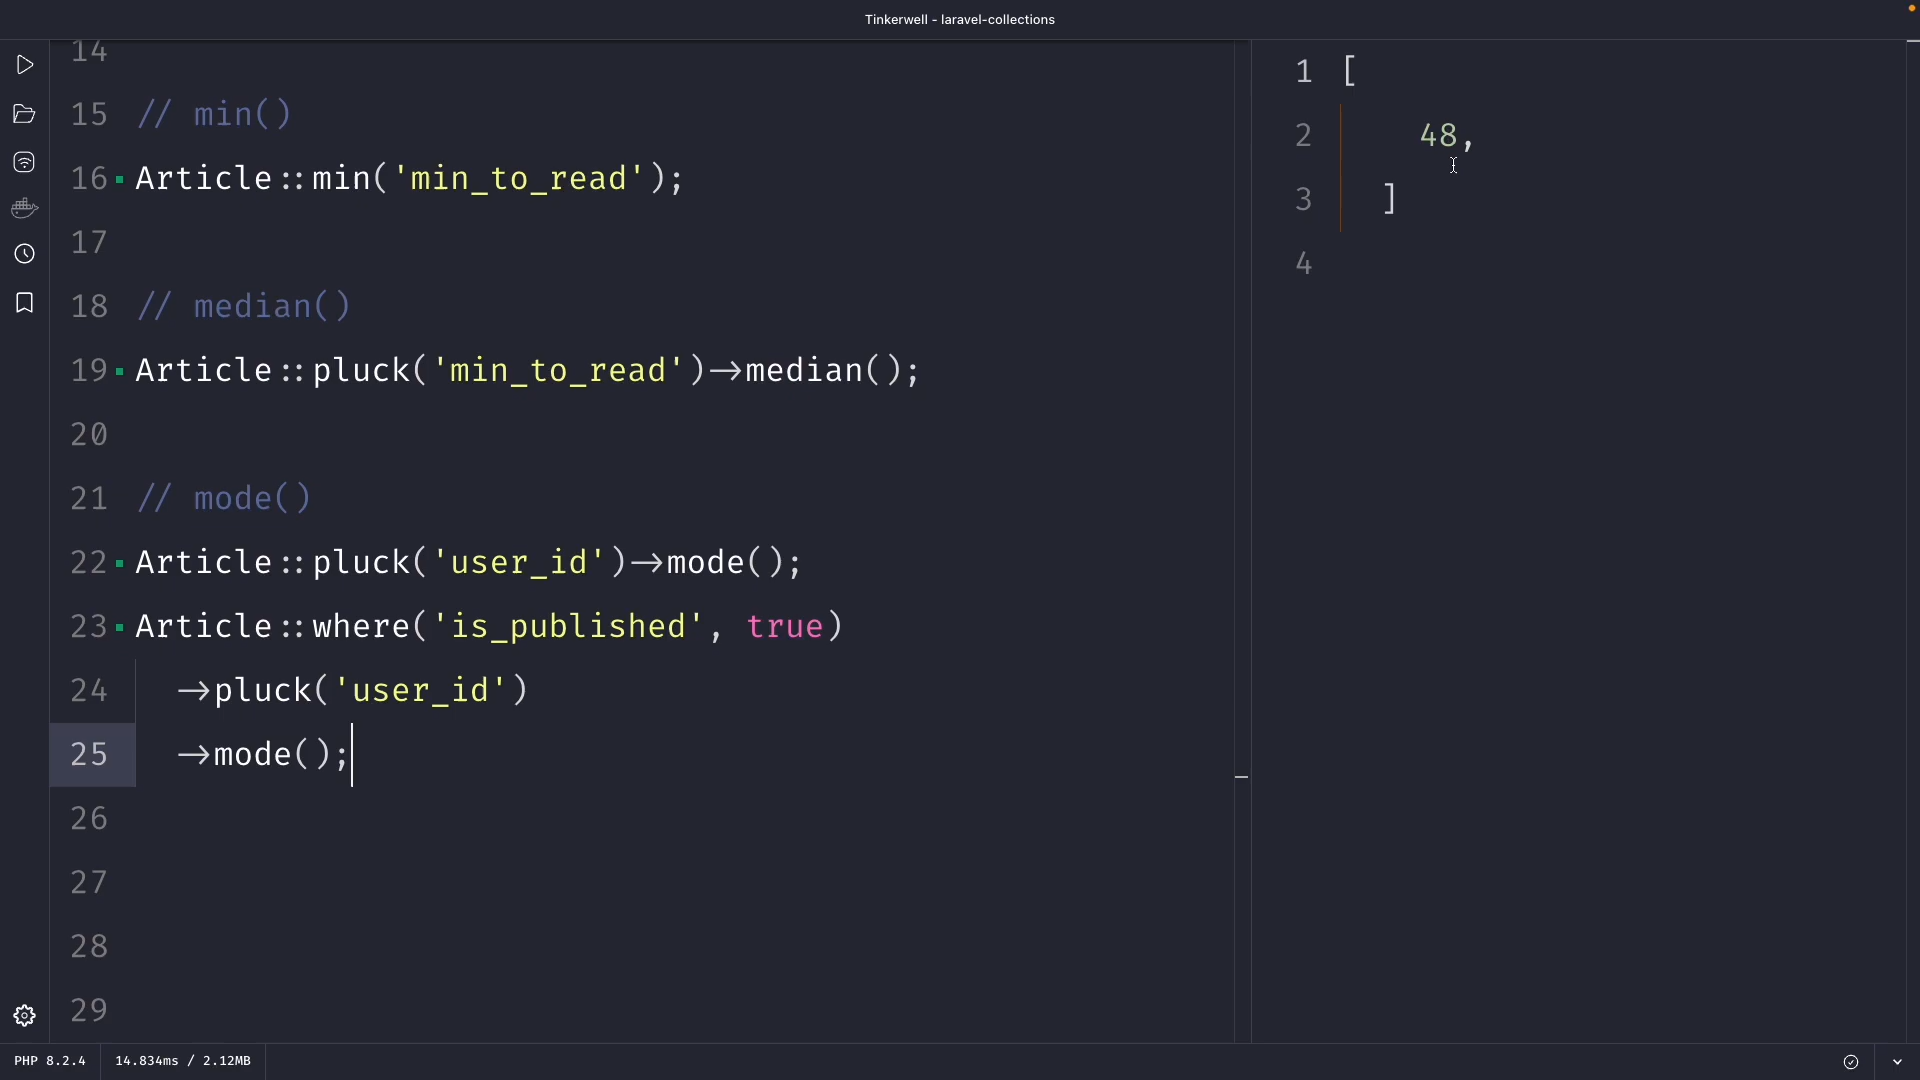 Tinkerwell - laravel-collections
14
15 // min()
16 Article::min('min_to_read');
17
18 // median()
19 Article::pluck('min_to_read')->median();
20
21 // mode()
22 Article::pluck('user_id')->mode();
23 Article::where('is_published', true)
24 ->pluck('user_id')
25 ->mode();
26
27
28
29
1 [
2 48,
3 ]
4
PHP 8.2.4 14.834ms / 2.12MB